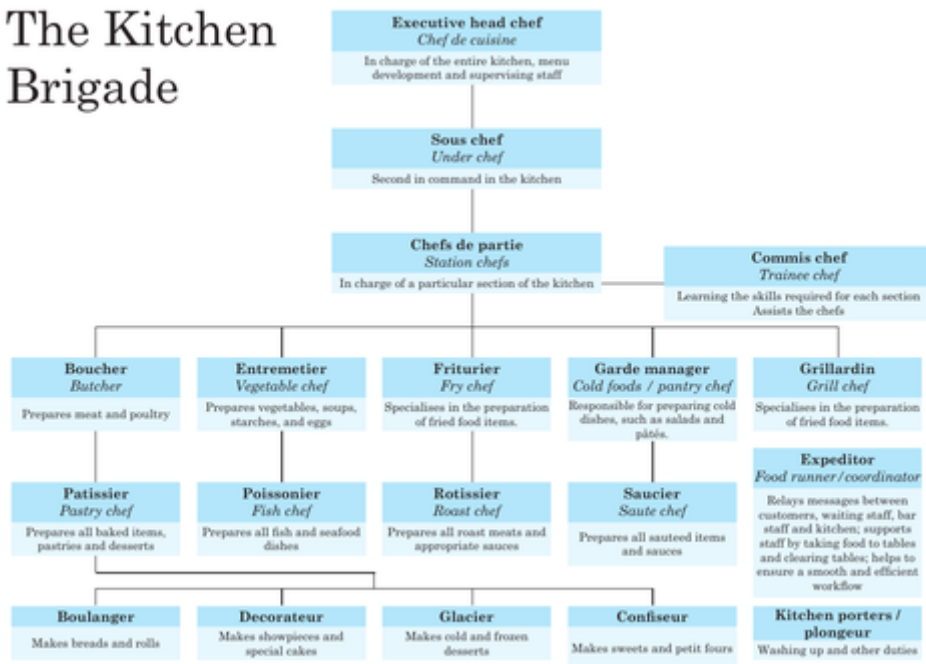 The Kitchen
Brigade
Executive head chef
Chef de cuisine
In charge of the entire kitchen, menu
development and supervising staff
Sous chef
Under chef
Second in command in the kitchen
Chefs de partie
Station chefs
In charge of a particular section of the kitchen
Commis chef
Trainee chef
Learning the skills required for each section
Assists the chefs
Boucher
Butcher
Prepares meat and poultry
Entremetier
Vegetable chef
Prepares vegetables, soups,
starches, and eggs
Friturier
Fry chef
Specialises in the preparation
of fried food items.
Garde manager
Cold foods / pantry chef
Responsible for preparing cold
dishes, such as salads and
pâtés.
Grillardin
Grill chef
Specialises in the preparation
of fried food items.
Patissier
Pastry chef
Prepares all baked items,
pastries and desserts
Poissonier
Fish chef
Prepares all fish and seafood
dishes
Rotissier
Roast chef
Prepares all roast meats and
appropriate sauces
Saucier
Saute chef
Prepares all sauteed items
and sauces
Expeditor
Food runner/coordinator
Relays messages between
customers, waiting staff, bar
staff and kitchen; supports
staff by taking food to tables
and clearing tables; helps to
ensure a smooth and efficient
workflow
Boulanger
Makes breads and rolls
Decorateur
Makes showpieces and
special cakes
Glacier
Makes cold and frozen
desserts
Confiseur
Makes sweets and petit fours
Kitchen porters /
plongeur
Washing up and other duties